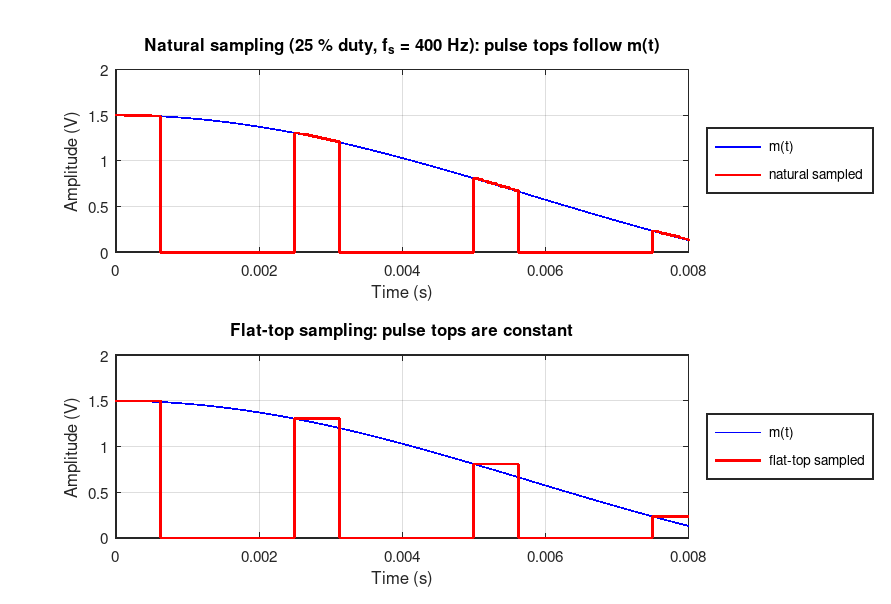 Natural sampling (25 % duty, fs = 400 Hz): pulse tops follow m(t)
2
1.5
1
0.5
0
Amplitude (V)
0 0.002 0.004 0.006 0.008
Time (s)
m(t)
natural sampled
Flat-top sampling: pulse tops are constant
2
1.5
1
0.5
0
Amplitude (V)
0 0.002 0.004 0.006 0.008
Time (s)
m(t)
flat-top sampled